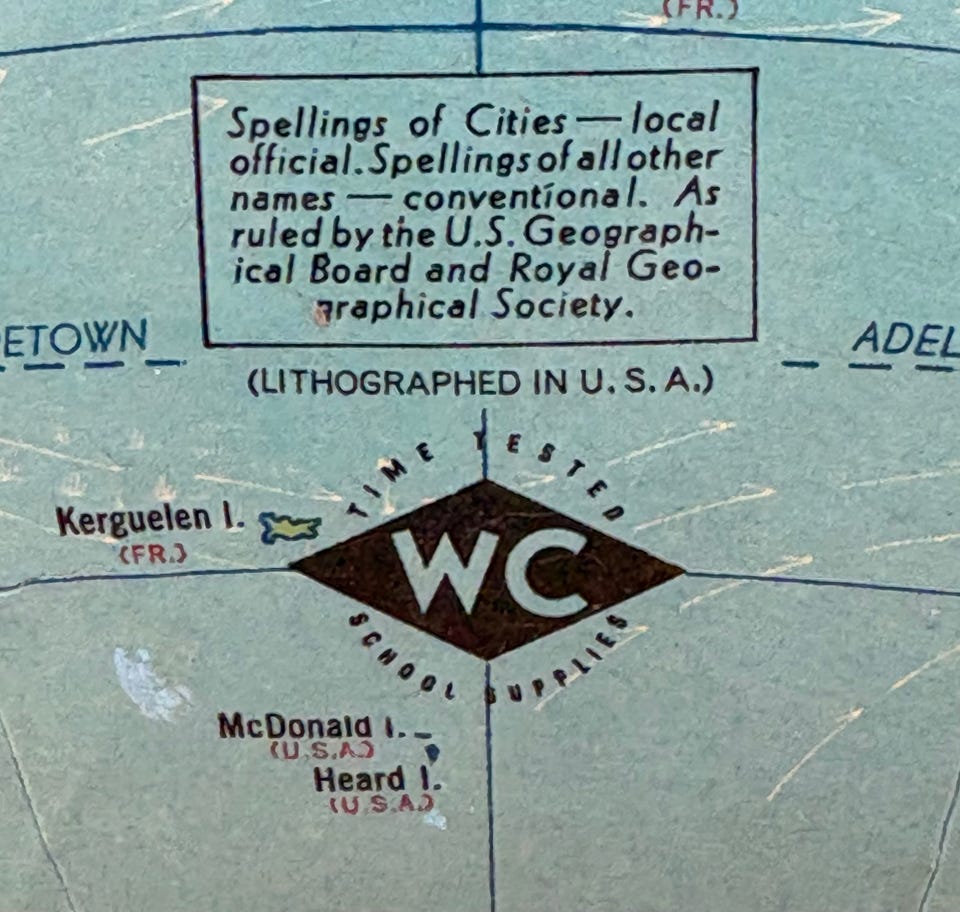 (FR.)
Spellings of Cities — local
official. Spellings of all other
names — conventional. As
ruled by the U.S. Geograph-
ical Board and Royal Geo-
graphical Society.
ETOWN
ADEL
(LITHOGRAPHED IN U. S. A.)
TIME TESTED
WC
SCHOOL SUPPLIES
Kerguelen I.
(FR.)
McDonald I.
(U.S.A.)
Heard I.
(U.S.A.)